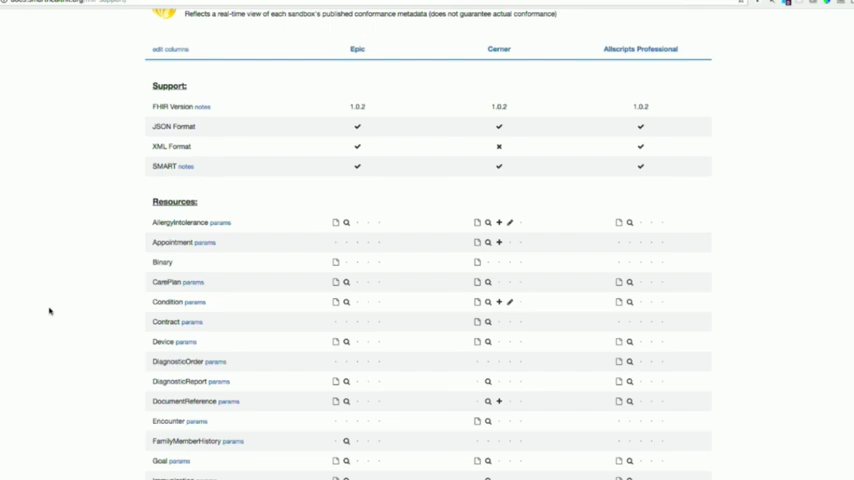 Reflects a real-time view of each sandbox's published conformance metadata (does not guarantee actual conformance)
edit columns Epic Cerner Allscripts Professional
Support:
FHIR Version notes 1.0.2 1.0.2 1.0.2
JSON Format
XML Format
SMART notes
Resources:
AllergyIntolerance params
Appointment params
Binary
CarePlan params
Condition params
Contract params
Device params
DiagnosticOrder params
DiagnosticReport params
DocumentReference params
Encounter params
FamilyMemberHistory params
Goal params